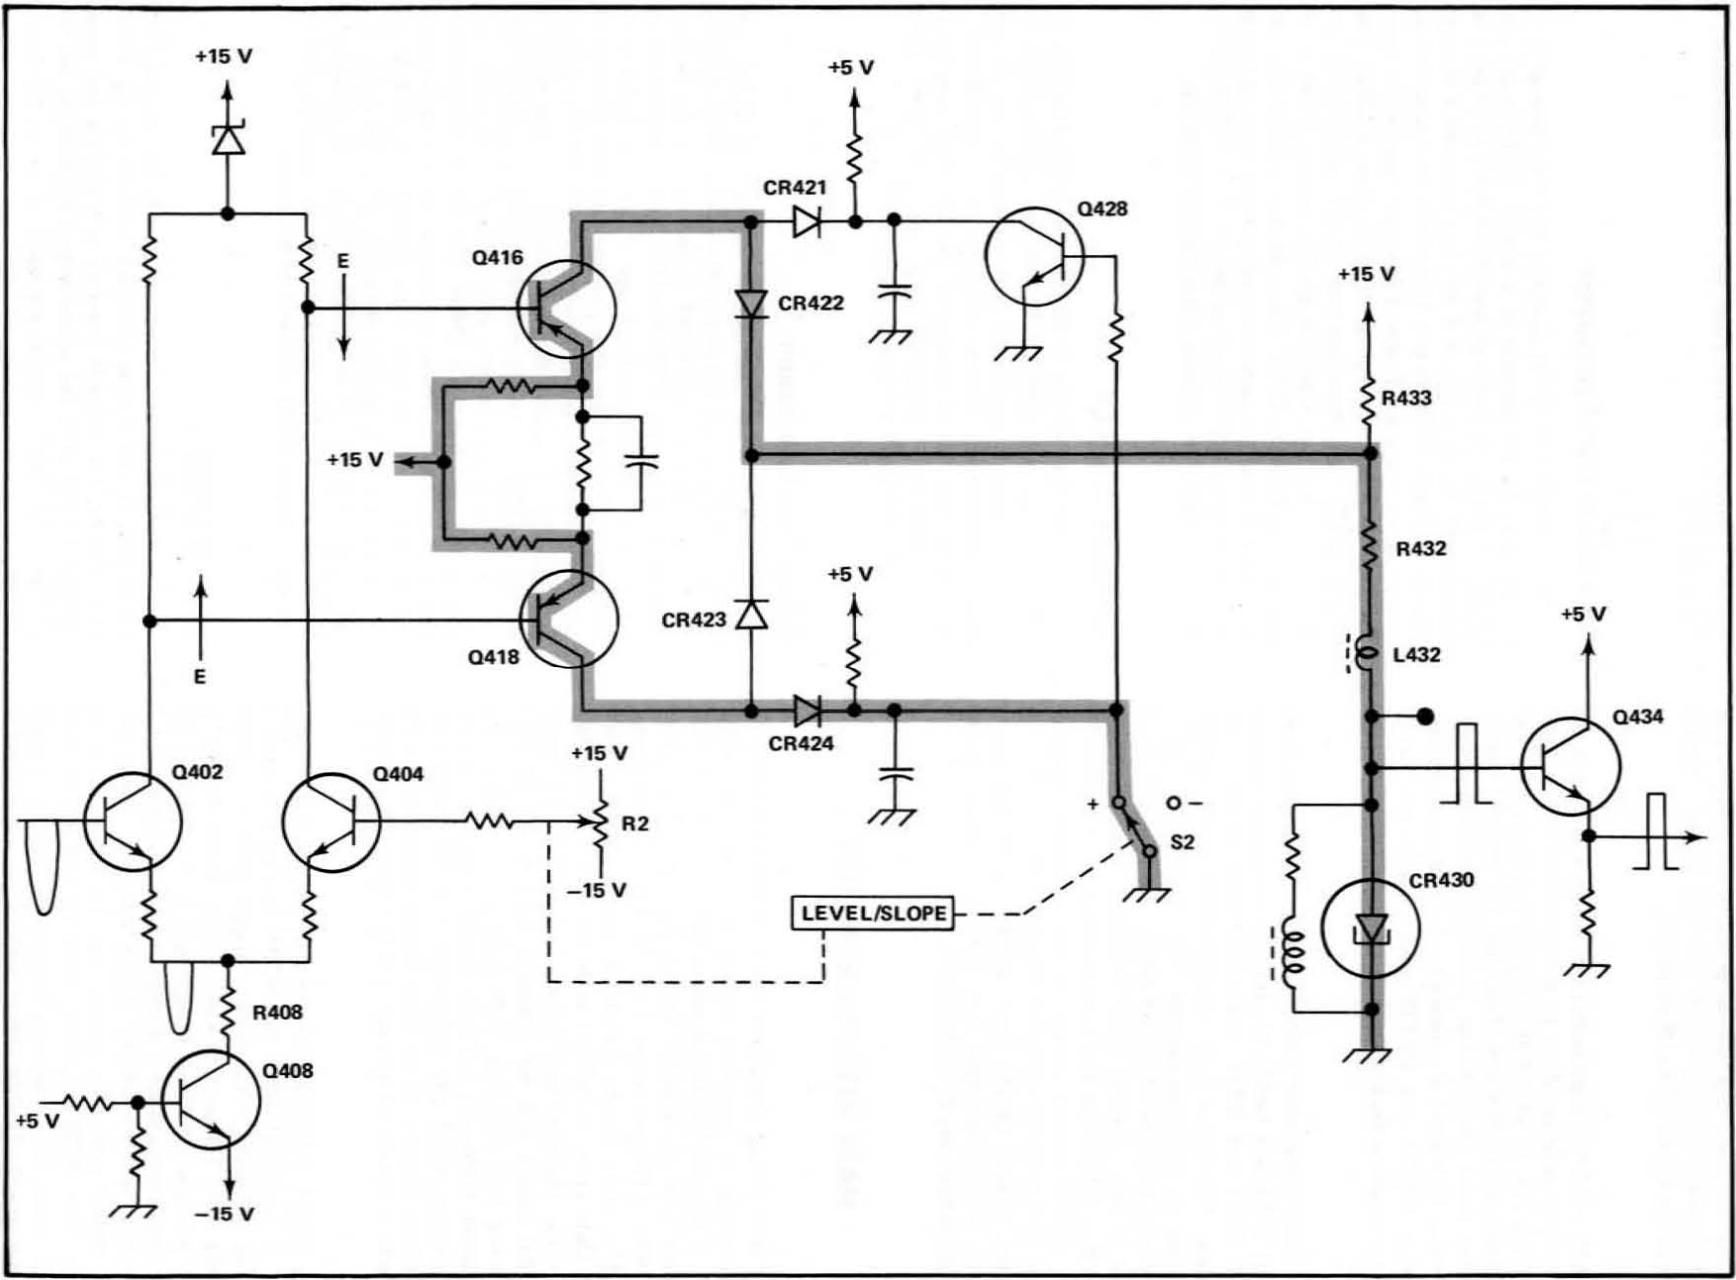 +15 V
+5 V
CR421
Q428
Q416
E
CR422
+15 V
R433
+15 V
R432
+5 V
CR423
E
Q418
L432
+5 V
CR424
Q434
+15 V
Q402
Q404
R2
+
−
S2
−15 V
LEVEL/SLOPE
CR430
R408
Q408
+5 V
−15 V